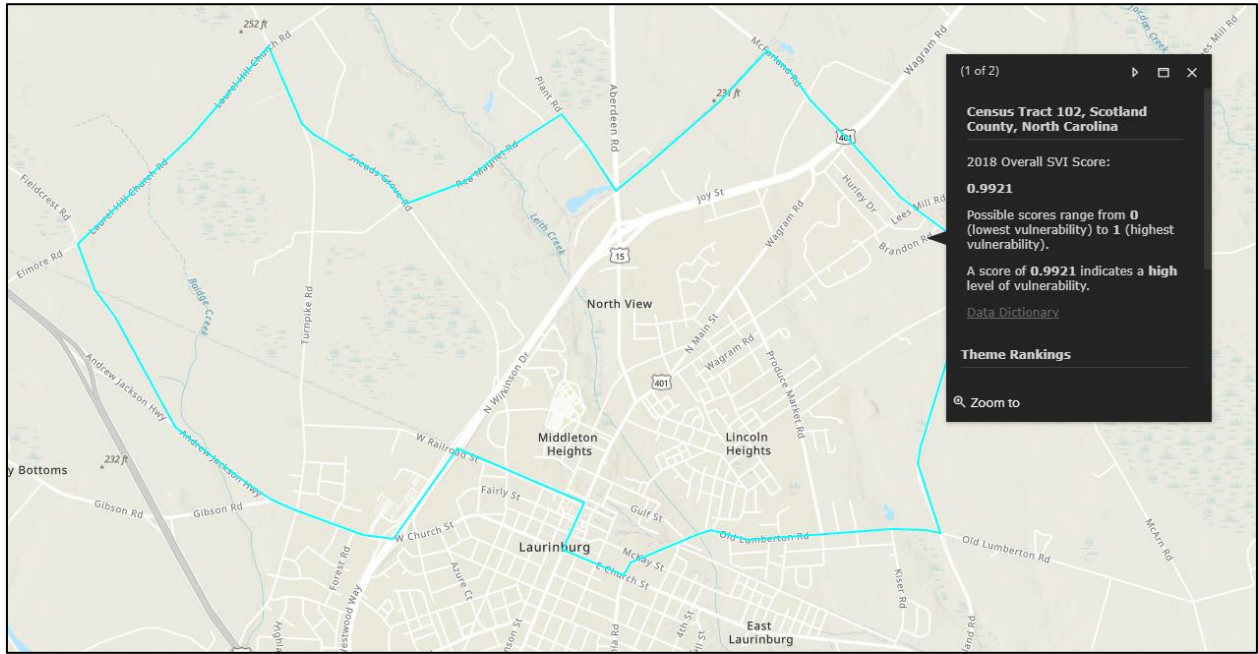 252 ft
Laurel Hill Church Rd
McFarland Rd
231 ft
Wagram Rd
Lees Mill Rd
Jordan Creek
Plant Rd
Aberdeen Rd
Sneads Grove Rd
Rea Magnet Rd
401
Hurley Dr
Joy St
Lees Mill Rd
Brandon Rd
Fieldcrest Rd
Laurel Hill Church Rd
Leith Creek
Wagram Rd
15
Elmore Rd
Turnpike Rd
North View
N Main St
Wagram Rd
N Wilkinson Dr
401
Produce Market Rd
Andrew Jackson Hwy
W Railroad St
Middleton
Heights
Lincoln
Heights
y Bottoms
232 ft
Andrew Jackson Hwy
Gibson Rd
Gibson Rd
Fairly St
Gulf St
W Church St
Laurinburg
McKay St
E Church St
Old Lumberton Rd
Old Lumberton Rd
McArn Rd
Forest Rd
Azure Ct
Kiser Rd
Westwood Way
4th St
East
Laurinburg
(1 of 2)
Census Tract 102, Scotland
County, North Carolina
2018 Overall SVI Score:
0.9921
Possible scores range from 0
(lowest vulnerability) to 1 (highest
vulnerability).
A score of 0.9921 indicates a high
level of vulnerability.
Data Dictionary
Theme Rankings
Zoom to